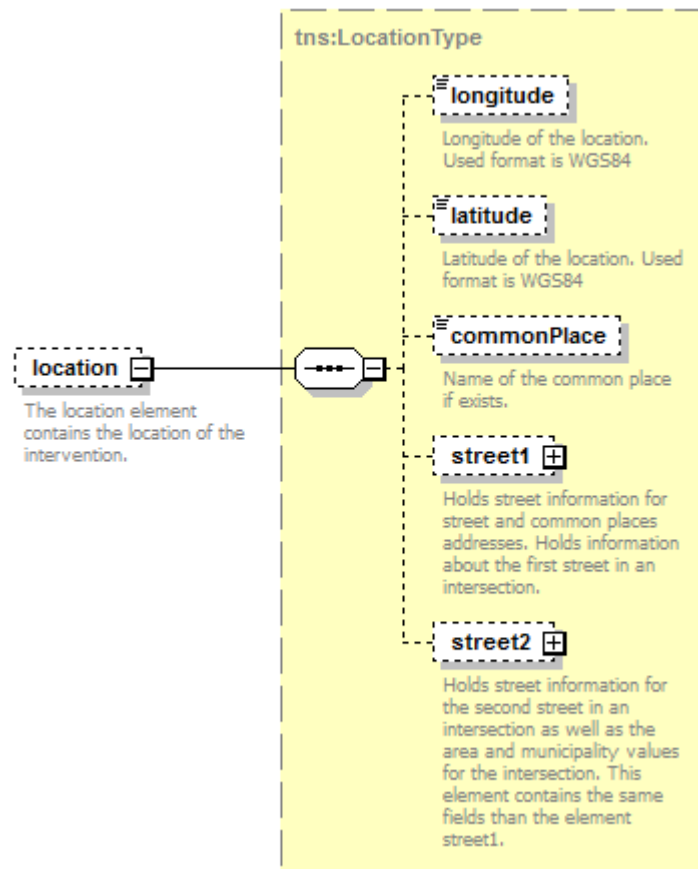 tns:LocationType
longitude
Longitude of the location.
Used format is WGS84
latitude
Latitude of the location. Used
format is WGS84
commonPlace
Name of the common place
if exists.
location
The location element
contains the location of the
intervention.
street1
Holds street information for
street and common places
addresses. Holds information
about the first street in an
intersection.
street2
Holds street information for
the second street in an
intersection as well as the
area and municipality values
for the intersection. This
element contains the same
fields than the element
street1.